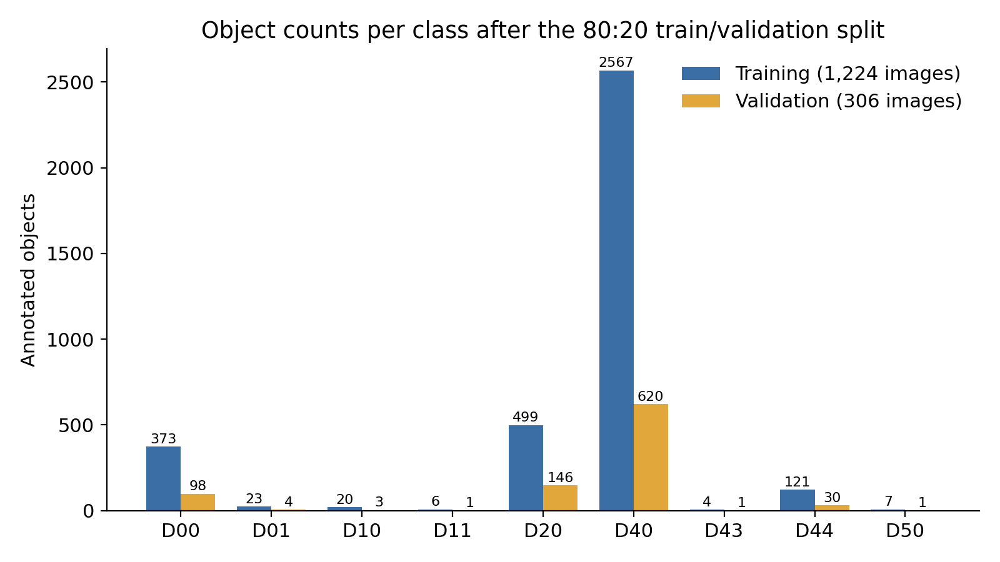 Object counts per class after the 80:20 train/validation split
Training (1,224 images)
Validation (306 images)
Annotated objects
2500
2000
1500
1000
500
0
373 98 23 4 20 3 6 1 499 146 2567 620 4 1 121 30 7 1
D00 D01 D10 D11 D20 D40 D43 D44 D50